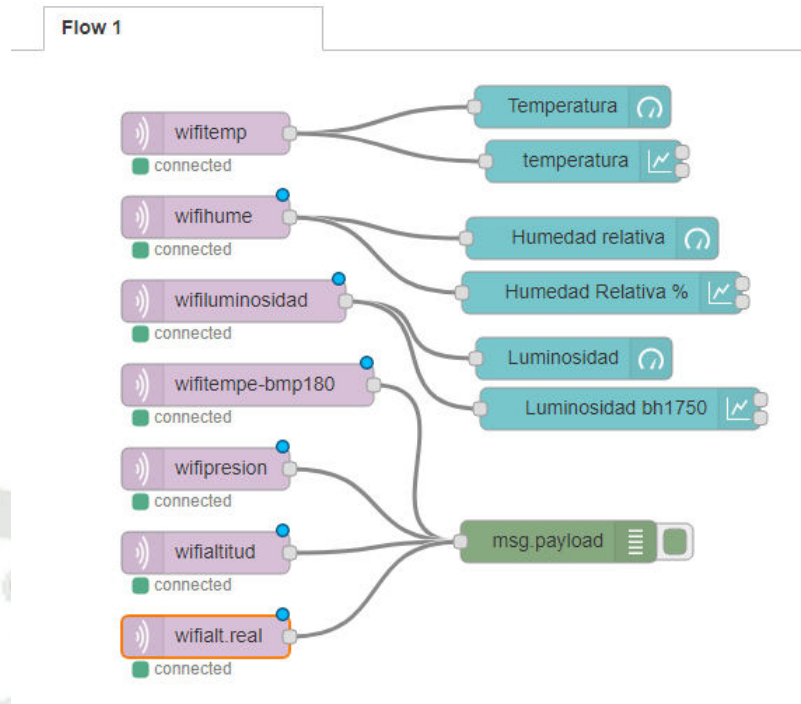 Flow 1
wifitemp
connected
Temperatura
temperatura
wifihume
connected
Humedad relativa
Humedad Relativa %
wifiluminosidad
connected
Luminosidad
Luminosidad bh1750
wifitempe-bmp180
connected
wifipresion
connected
wifialtitud
connected
wifialt.real
connected
msg.payload